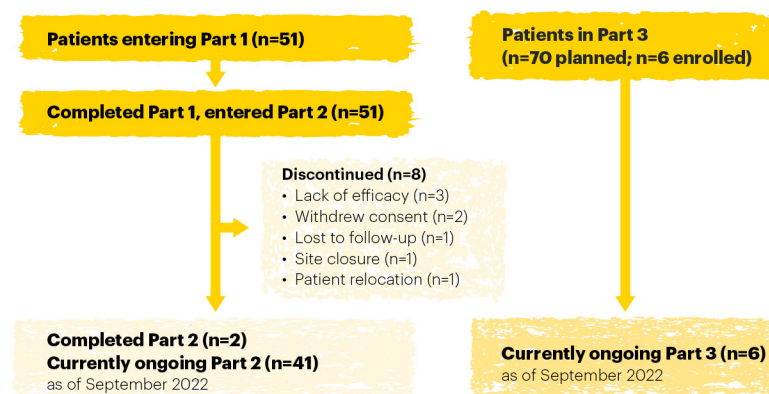 Patients entering Part 1 (n=51)
Completed Part 1, entered Part 2 (n=51)
Discontinued (n=8)
• Lack of efficacy (n=3)
• Withdrew consent (n=2)
• Lost to follow-up (n=1)
• Site closure (n=1)
• Patient relocation (n=1)
Completed Part 2 (n=2)
Currently ongoing Part 2 (n=41)
as of September 2022
Patients in Part 3
(n=70 planned; n=6 enrolled)
Currently ongoing Part 3 (n=6)
as of September 2022